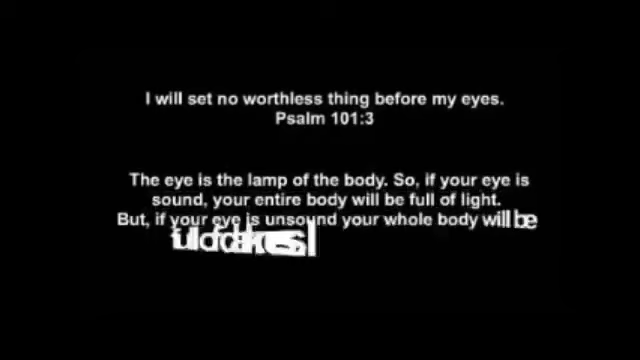 I will set no worthless thing before my eyes.
Psalm 101:3
The eye is the lamp of the body. So, if your eye is
sound, your entire body will be full of light.
But, if your eye is unsound your whole body will be
full of